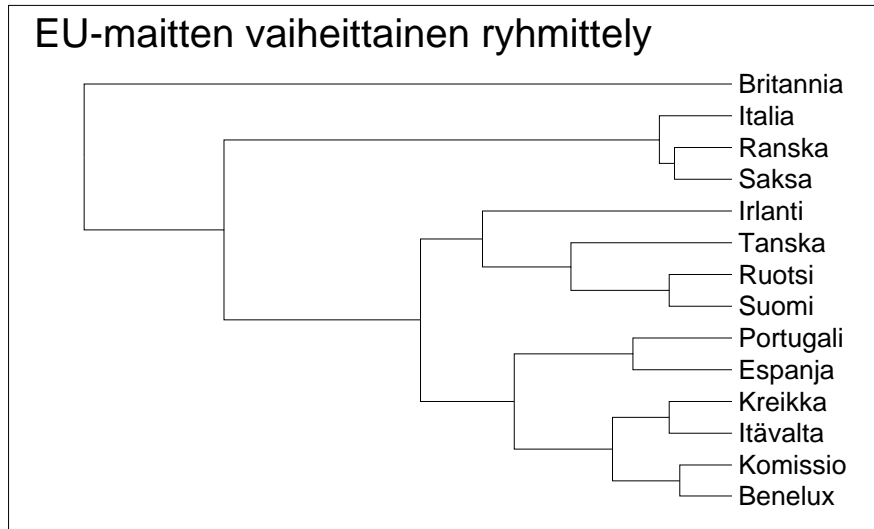 EU-maitten vaiheittainen ryhmittely
Britannia
Italia
Ranska
Saksa
Irlanti
Tanska
Ruotsi
Suomi
Portugali
Espanja
Kreikka
Itävalta
Komissio
Benelux